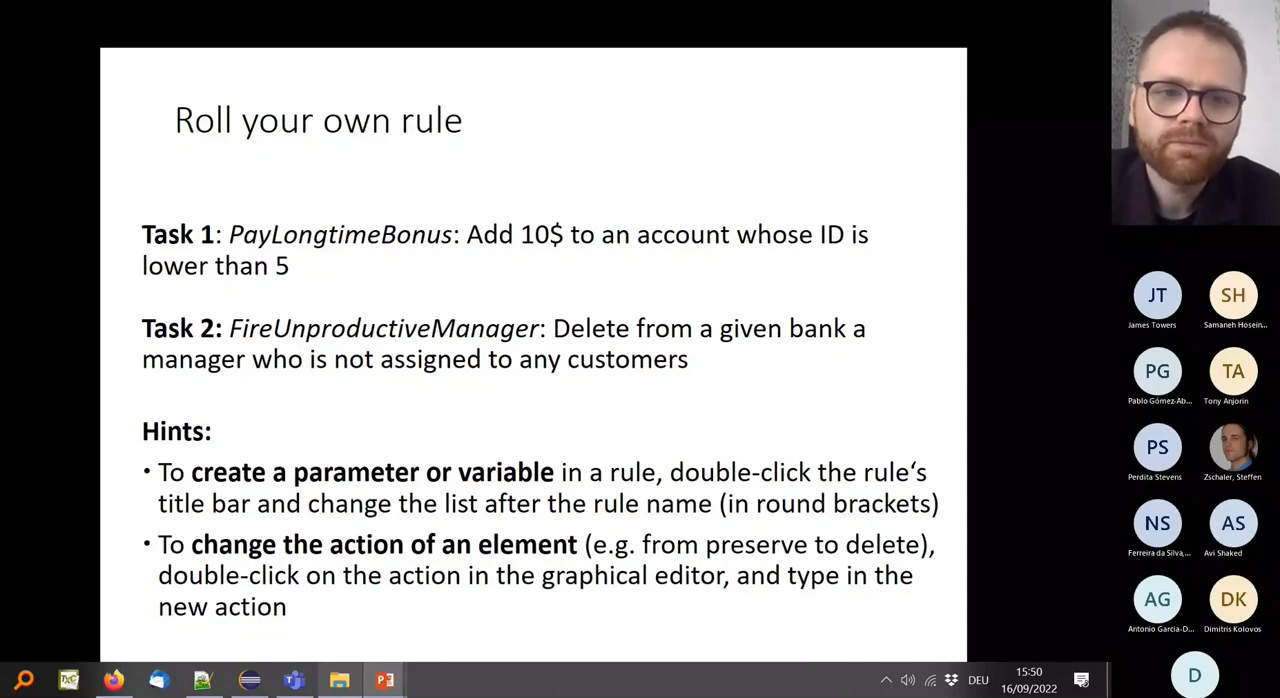 Roll your own rule
Task 1: PayLongtimeBonus: Add 10$ to an account whose ID is
lower than 5
Task 2: FireUnproductiveManager: Delete from a given bank a
manager who is not assigned to any customers
Hints:
• To create a parameter or variable in a rule, double-click the rule‘s
title bar and change the list after the rule name (in round brackets)
• To change the action of an element (e.g. from preserve to delete),
double-click on the action in the graphical editor, and type in the
new action
JT
SH
James Towers
Samaneh Hosein...
PG
TA
Pablo Gómez-Ab...
Tony Anjorin
PS
Perdita Stevens
Zschaler, Steffen
NS
AS
Ferreira da Silva,...
Avi Shaked
AG
DK
Antonio Garcia-D...
Dimitris Kolovos
D
DEU
15:50
16/09/2022